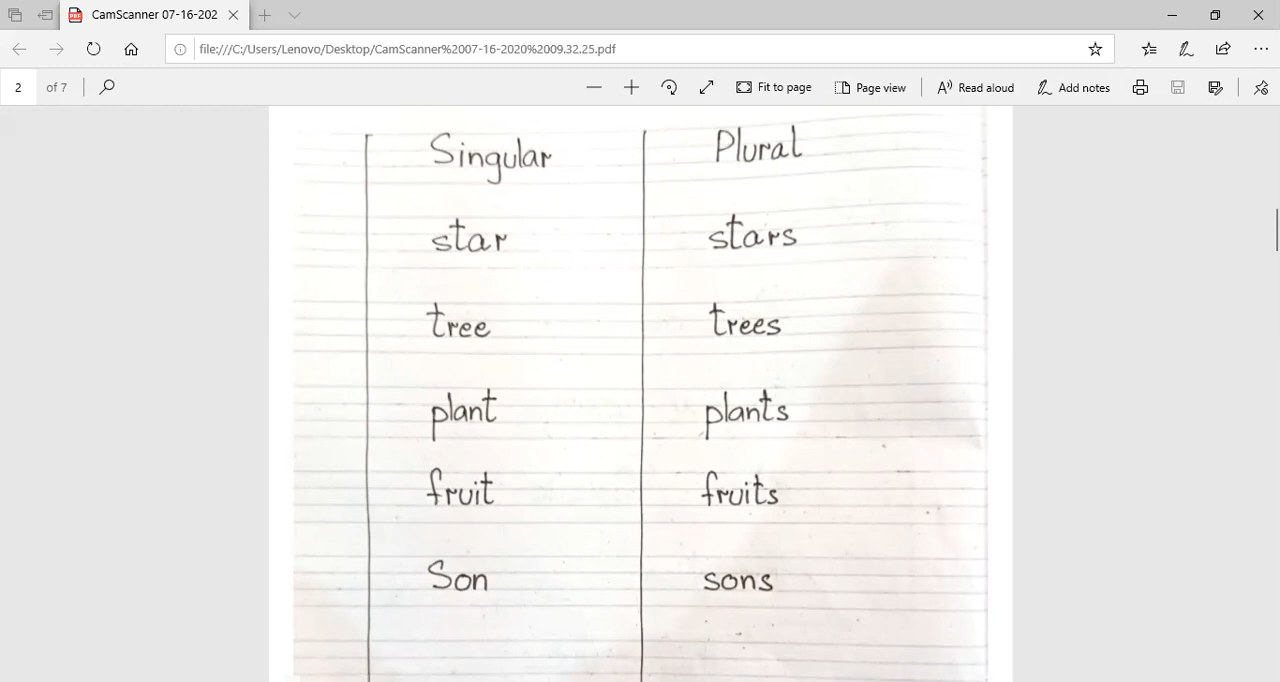 CamScanner 07-16-202
file:///C:/Users/Lenovo/Desktop/CamScanner%2007-16-2020%2009.32.25.pdf
2 of 7 Fit to page Page view Read aloud Add notes
Singular Plural
star stars
tree trees
plant plants
fruit fruits
Son sons